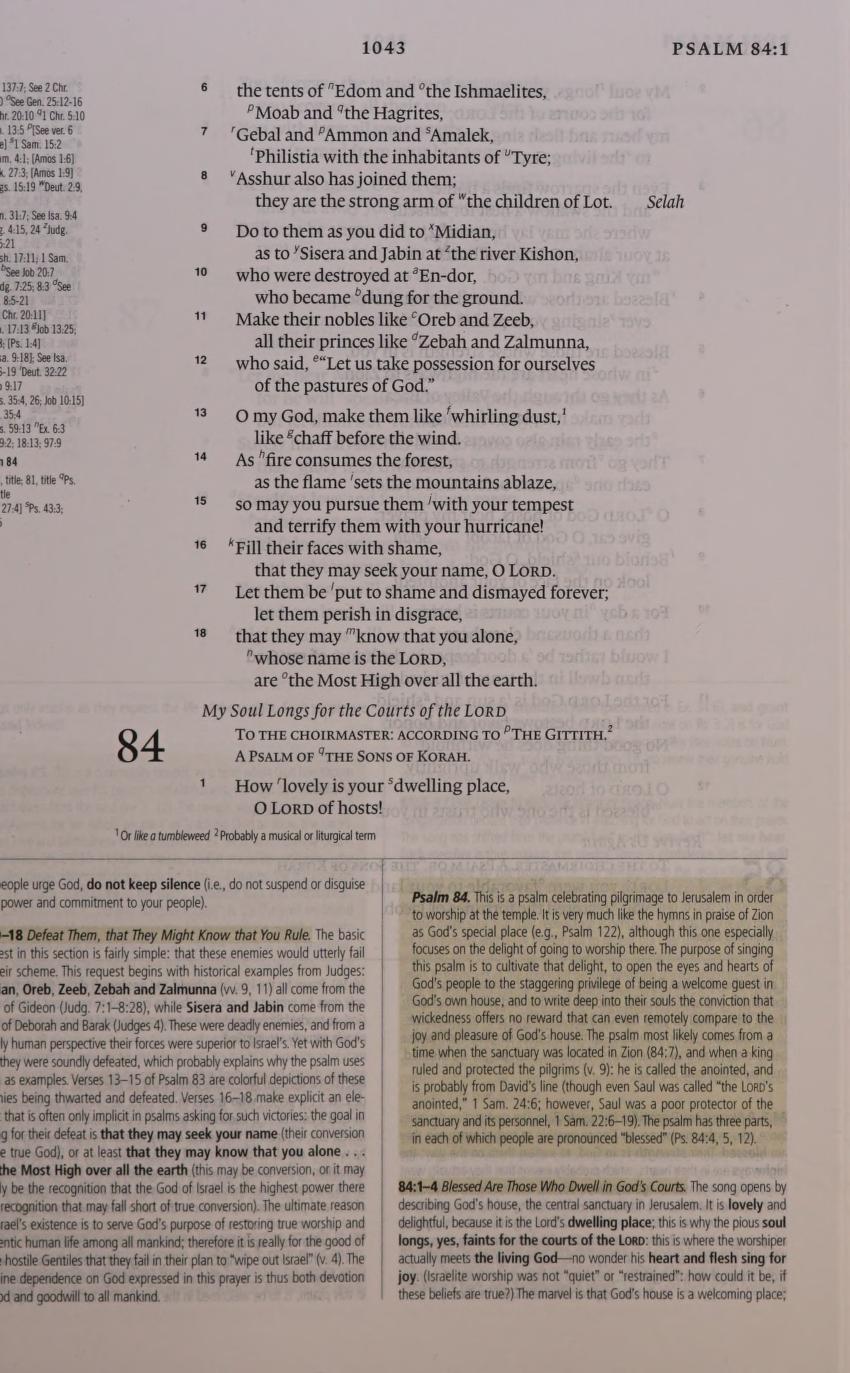 1043
PSALM 84:1
137:7; See 2 Chr.
See Gen. 25:12-16
hr. 20:10 q1 Chr. 5:10
. 13:5 p[See ver. 6
e] s1 Sam. 15:2
m. 4:1; [Amos 1:6]
k. 27:3; [Amos 1:9]
gs. 15:19 wDeut. 2:9,
n. 31:7; See Isa. 9:4
. 4:15, 24 zJudg.
5:21
sh. 17:11; 1 Sam.
bSee Job 20:7
dg. 7:25; 8:3 dSee
8:5-21
Chr. 20:11]
. 17:13 gJob 13:25;
; [Ps. 1:4]
sa. 9:18]; See Isa.
-19 iDeut. 32:22
9:17
s. 35:4, 26; Job 10:15]
35:4
s. 59:13 nEx. 6:3
9:2; 18:13; 97:9
84
, title; 81, title qPs.
tle
27:4] sPs. 43:3;
6 the tents of nEdom and othe Ishmaelites,
pMoab and qthe Hagrites,
7 rGebal and pAmmon and sAmalek,
tPhilistia with the inhabitants of uTyre;
8 vAsshur also has joined them;
they are the strong arm of wthe children of Lot. Selah
9 Do to them as you did to xMidian,
as to ySisera and Jabin at zthe river Kishon,
10 who were destroyed at aEn-dor,
who became bdung for the ground.
11 Make their nobles like cOreb and Zeeb,
all their princes like dZebah and Zalmunna,
12 who said, e“Let us take possession for ourselves
of the pastures of God.”
13 O my God, make them like fwhirling dust,1
like gchaff before the wind.
14 As hfire consumes the forest,
as the flame isets the mountains ablaze,
15 so may you pursue them jwith your tempest
and terrify them with your hurricane!
16 kFill their faces with shame,
that they may seek your name, O LORD.
17 Let them be lput to shame and dismayed forever;
let them perish in disgrace,
18 that they may mknow that you alone,
nwhose name is the LORD,
are othe Most High over all the earth.
My Soul Longs for the Courts of the LORD
84 TO THE CHOIRMASTER: ACCORDING TO pTHE GITTITH.2
A PSALM OF qTHE SONS OF KORAH.
1 How rlovely is your sdwelling place,
O LORD of hosts!
1 Or like a tumbleweed 2 Probably a musical or liturgical term
eople urge God, do not keep silence (i.e., do not suspend or disguise
power and commitment to your people).
–18 Defeat Them, that They Might Know that You Rule. The basic
est in this section is fairly simple: that these enemies would utterly fail
eir scheme. This request begins with historical examples from Judges:
ian, Oreb, Zeeb, Zebah and Zalmunna (vv. 9, 11) all come from the
of Gideon (Judg. 7:1–8:28), while Sisera and Jabin come from the
of Deborah and Barak (Judges 4). These were deadly enemies, and from a
ly human perspective their forces were superior to Israel's. Yet with God's
they were soundly defeated, which probably explains why the psalm uses
as examples. Verses 13–15 of Psalm 83 are colorful depictions of these
ies being thwarted and defeated. Verses 16–18 make explicit an ele-
that is often only implicit in psalms asking for such victories: the goal in
g for their defeat is that they may seek your name (their conversion
e true God), or at least that they may know that you alone . . .
the Most High over all the earth (this may be conversion, or it may
ly be the recognition that the God of Israel is the highest power there
recognition that may fall short of true conversion). The ultimate reason
rael's existence is to serve God's purpose of restoring true worship and
entic human life among all mankind; therefore it is really for the good of
hostile Gentiles that they fail in their plan to “wipe out Israel” (v. 4). The
ine dependence on God expressed in this prayer is thus both devotion
od and goodwill to all mankind.
Psalm 84. This is a psalm celebrating pilgrimage to Jerusalem in order
to worship at the temple. It is very much like the hymns in praise of Zion
as God's special place (e.g., Psalm 122), although this one especially
focuses on the delight of going to worship there. The purpose of singing
this psalm is to cultivate that delight, to open the eyes and hearts of
God's people to the staggering privilege of being a welcome guest in
God's own house, and to write deep into their souls the conviction that
wickedness offers no reward that can even remotely compare to the
joy and pleasure of God's house. The psalm most likely comes from a
time when the sanctuary was located in Zion (84:7), and when a king
ruled and protected the pilgrims (v. 9): he is called the anointed, and
is probably from David's line (though even Saul was called “the LORD's
anointed,” 1 Sam. 24:6; however, Saul was a poor protector of the
sanctuary and its personnel, 1 Sam. 22:6–19). The psalm has three parts,
in each of which people are pronounced “blessed” (Ps. 84:4, 5, 12).
84:1–4 Blessed Are Those Who Dwell in God's Courts. The song opens by
describing God's house, the central sanctuary in Jerusalem. It is lovely and
delightful, because it is the Lord's dwelling place; this is why the pious soul
longs, yes, faints for the courts of the LORD: this is where the worshiper
actually meets the living God—no wonder his heart and flesh sing for
joy. (Israelite worship was not “quiet” or “restrained”: how could it be, if
these beliefs are true?) The marvel is that God's house is a welcoming place;